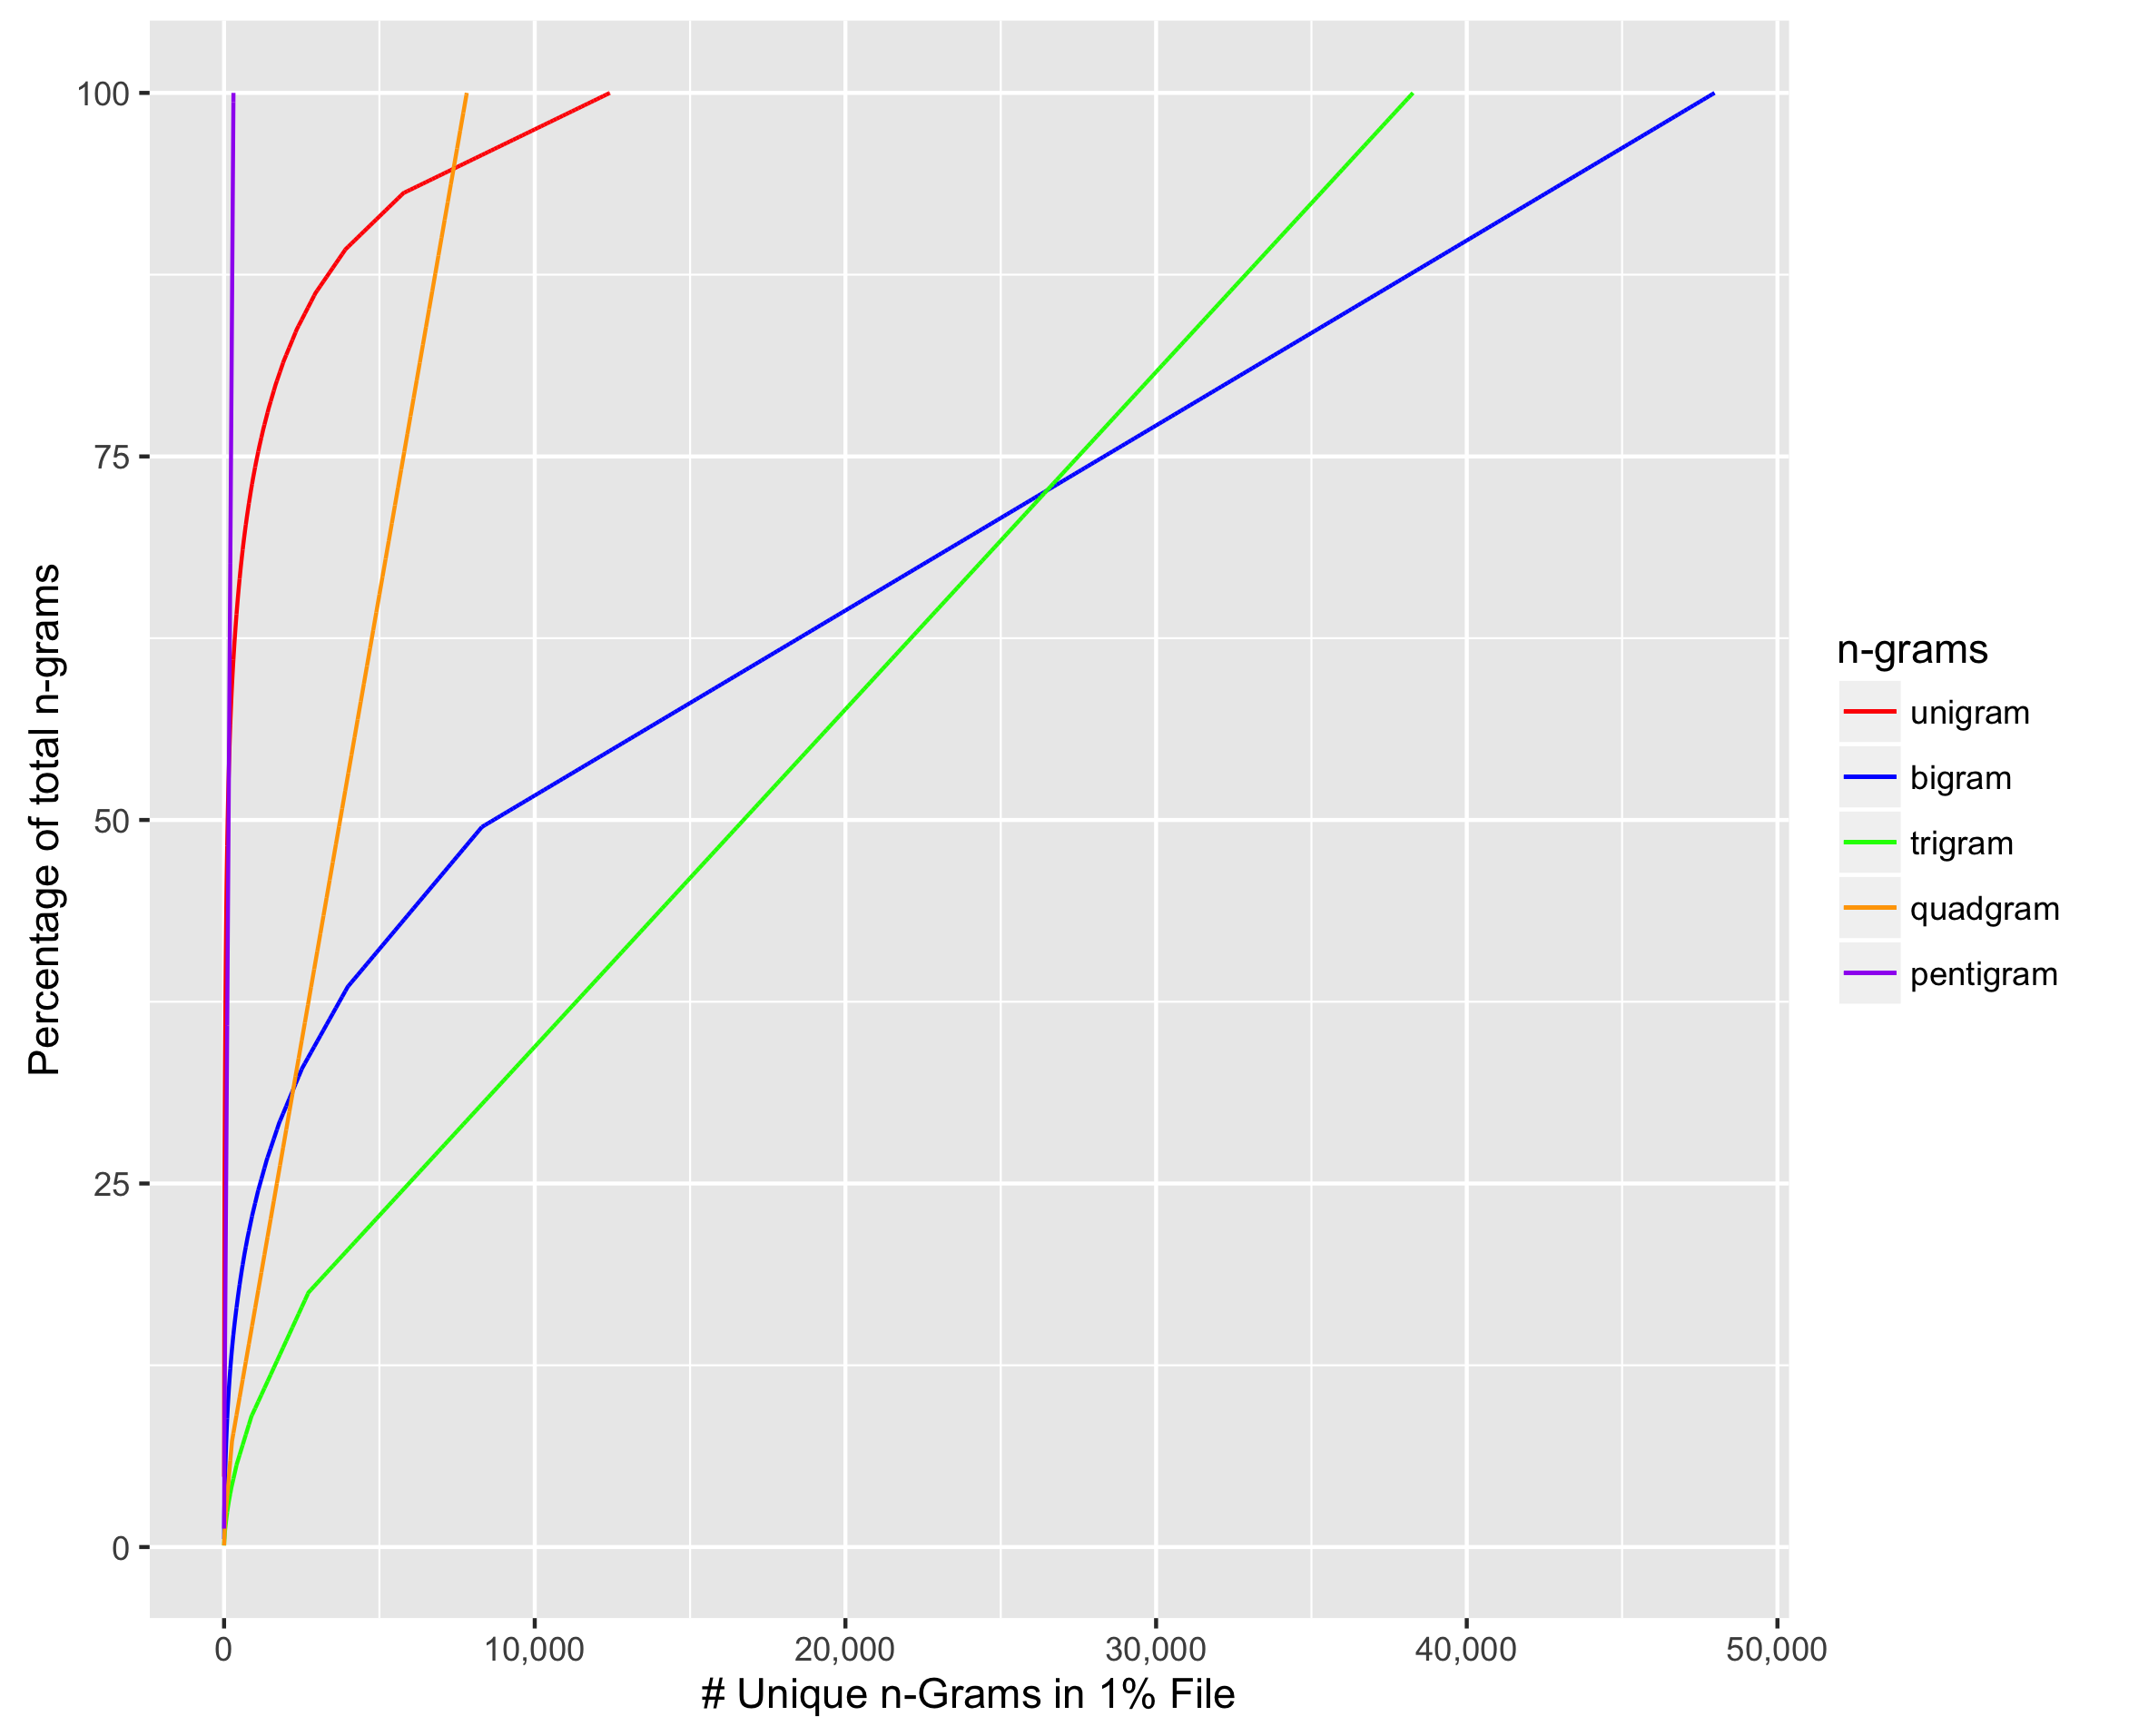 Percentage of total n-grams
100
75
50
25
0
0
10,000
20,000
30,000
40,000
50,000
# Unique n-Grams in 1% File
n-grams
unigram
bigram
trigram
quadgram
pentigram